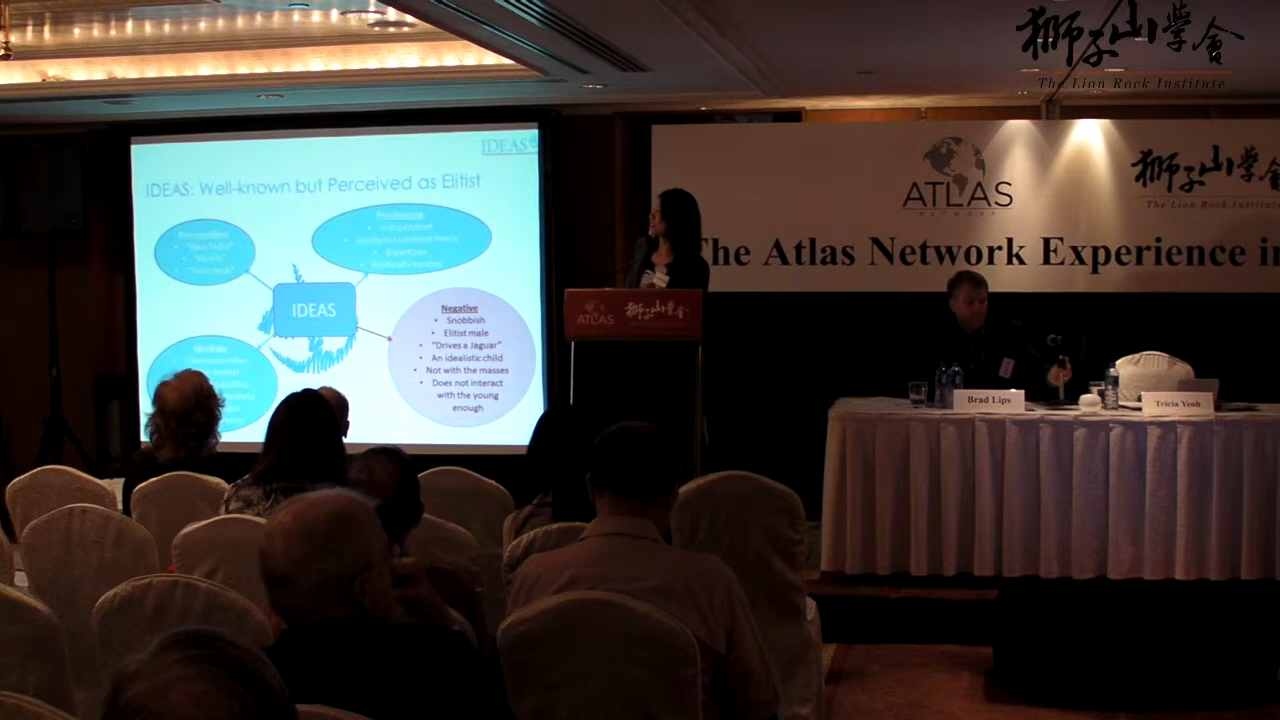 獅子山學會
The Lion Rock Institute
IDEAS
IDEAS: Well-known but Perceived as Elitist
IDEAS
Negative
• Snobbish
• Elitist male
• "Drives a Jaguar"
• An idealistic child
• Not with the masses
• Does not interact
with the young
enough
ATLAS
NETWORK
獅子山學會
The Lion Rock Institute
The Atlas Network Experience in
ATLAS
獅子山學會
Brad Lips
Tricia Yeoh